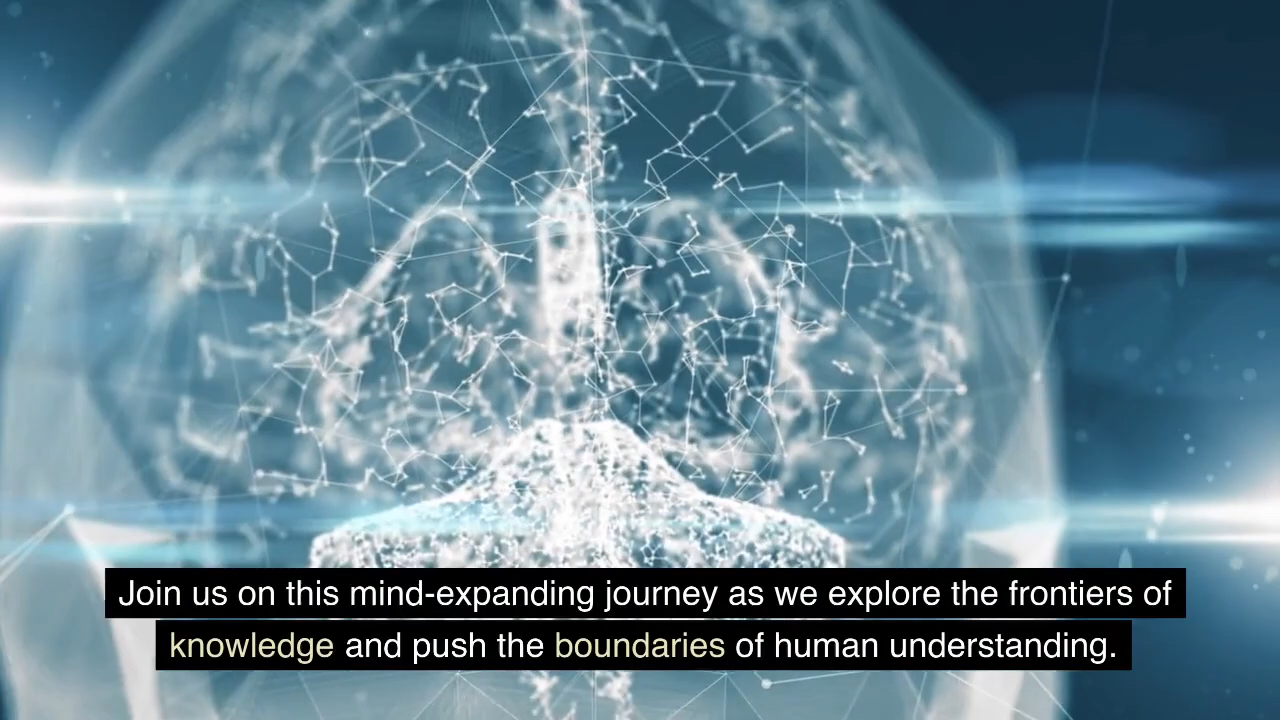 Join us on this mind-expanding journey as we explore the frontiers of
knowledge and push the boundaries of human understanding.